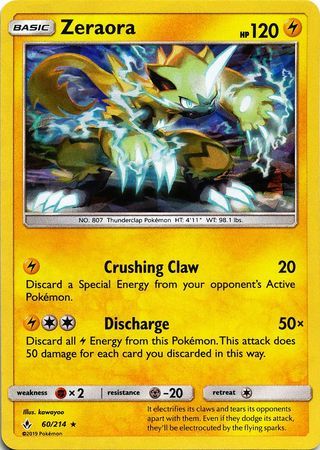 BASIC Zeraora HP 120
NO. 807 Thunderclap Pokémon HT: 4'11" WT: 98.1 lbs.
Crushing Claw 20
Discard a Special Energy from your opponent's Active
Pokémon.
Discharge 50×
Discard all Energy from this Pokémon. This attack does
50 damage for each card you discarded in this way.
weakness × 2 resistance -20 retreat
Illus. kawayoo
60/214 ★
©2019 Pokémon
It electrifies its claws and tears its opponents
apart with them. Even if they dodge its attacks,
they'll be electrocuted by the flying sparks.